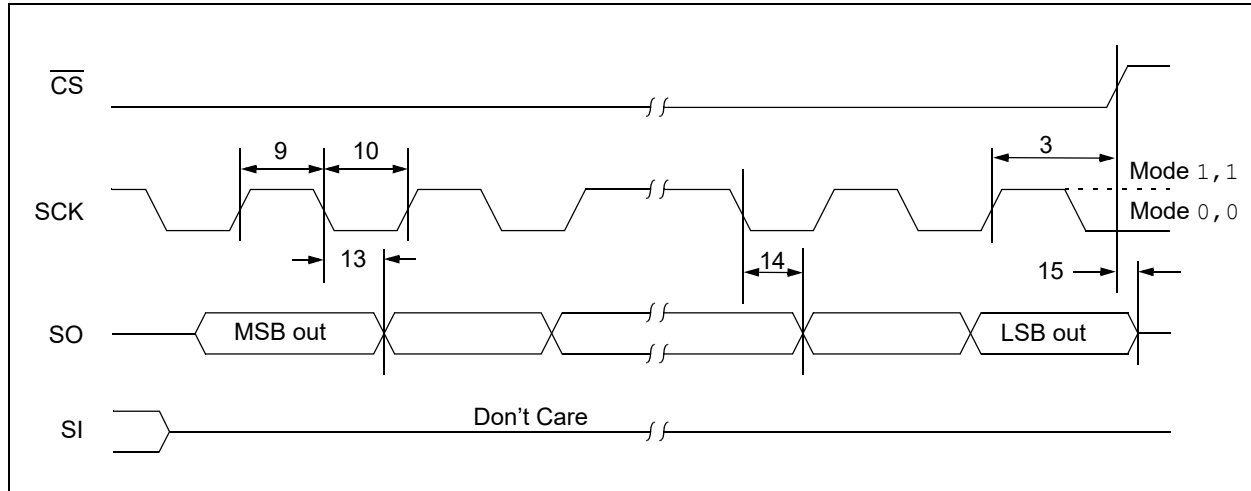 CS
3
9
10
Mode 1,1
SCK
Mode 0,0
13
14
15
SO
MSB out
LSB out
Don't Care
SI